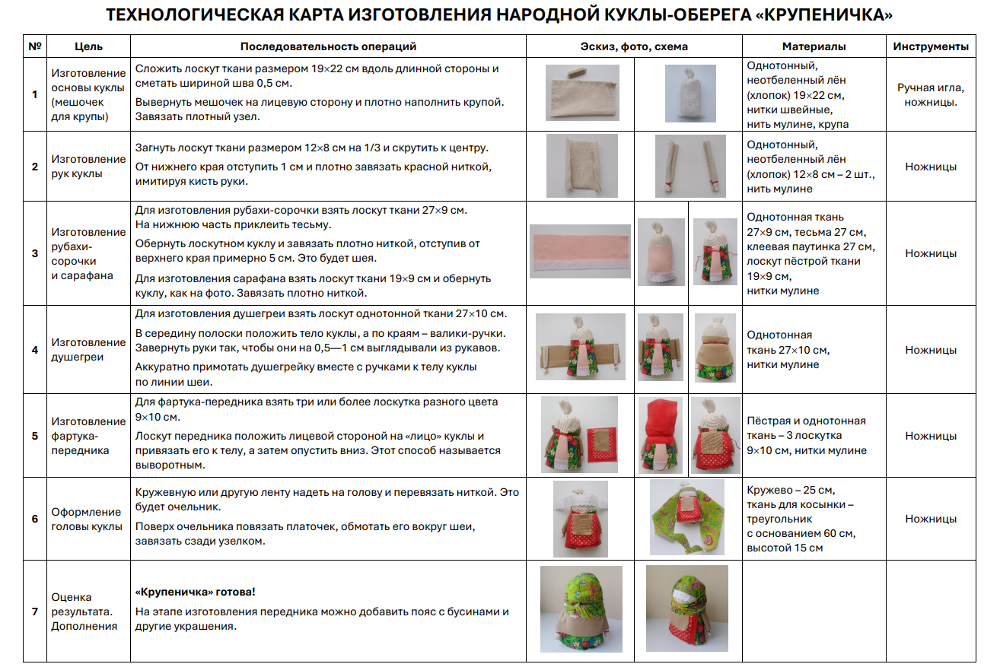 ТЕХНОЛОГИЧЕСКАЯ КАРТА ИЗГОТОВЛЕНИЯ НАРОДНОЙ КУКЛЫ-ОБЕРЕГА «КРУПЕНИЧКА»
№
Цель
Последовательность операций
Эскиз, фото, схема
Материалы
Инструменты
1
Изготовление
основы куклы
(мешочек
для крупы)
Сложить лоскут ткани размером 19×22 см вдоль длинной стороны и
сметать шириной шва 0,5 см.
Вывернуть мешочек на лицевую сторону и плотно наполнить крупой.
Завязать плотный узел.
Однотонный,
неотбеленный лён
(хлопок) 19×22 см,
нитки швейные,
нить мулине, крупа
Ручная игла,
ножницы.
2
Изготовление
рук куклы
Загнуть лоскут ткани размером 12×8 см на 1/3 и скрутить к центру.
От нижнего края отступить 1 см и плотно завязать красной ниткой,
имитируя кисть руки.
Однотонный,
неотбеленный лён
(хлопок) 12×8 см – 2 шт.,
нить мулине
Ножницы
3
Изготовление
рубахи-
сорочки
и сарафана
Для изготовления рубахи-сорочки взять лоскут ткани 27×9 см.
На нижнюю часть приклеить тесьму.
Обернуть лоскутном куклу и завязать плотно ниткой, отступив от
верхнего края примерно 5 см. Это будет шея.
Для изготовления сарафана взять лоскут ткани 19×9 см и обернуть
куклу, как на фото. Завязать плотно ниткой.
Однотонная ткань
27×9 см, тесьма 27 см,
клеевая паутинка 27 см,
лоскут пёстрой ткани
19×9 см,
нитки мулине
Ножницы
4
Изготовление
душегреи
Для изготовления душегреи взять лоскут однотонной ткани 27×10 см.
В середину полоски положить тело куклы, а по краям – валики-ручки.
Завернуть руки так, чтобы они на 0,5—1 см выглядывали из рукавов.
Аккуратно примотать душегрейку вместе с ручками к телу куклы
по линии шеи.
Однотонная
ткань 27×10 см,
нитки мулине
Ножницы
5
Изготовление
фартука-
передника
Для фартука-передника взять три или более лоскутка разного цвета
9×10 см.
Лоскут передника положить лицевой стороной на «лицо» куклы и
привязать его к телу, а затем опустить вниз. Этот способ называется
выворотным.
Пёстрая и однотонная
ткань – 3 лоскутка
9×10 см, нитки мулине
Ножницы
6
Оформление
головы куклы
Кружевную или другую ленту надеть на голову и перевязать ниткой. Это
будет очельник.
Поверх очельника повязать платочек, обмотать его вокруг шеи,
завязать сзади узелком.
Кружево – 25 см,
ткань для косынки –
треугольник
с основанием 60 см,
высотой 15 см
Ножницы
7
Оценка
результата.
Дополнения
«Крупеничка» готова!
На этапе изготовления передника можно добавить пояс с бусинами и
другие украшения.